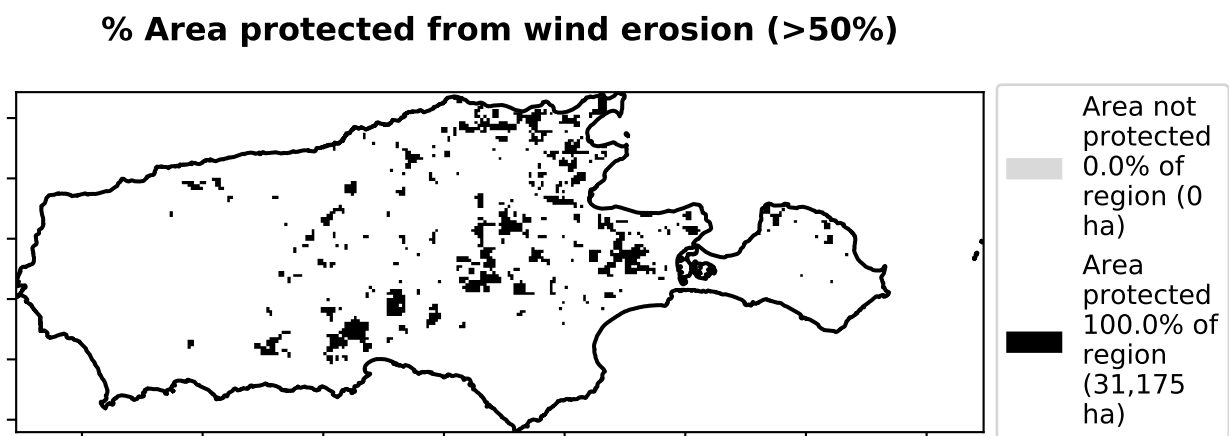 % Area protected from wind erosion (>50%)
Area not
protected
0.0% of
region (0
ha)
Area
protected
100.0% of
region
(31,175
ha)